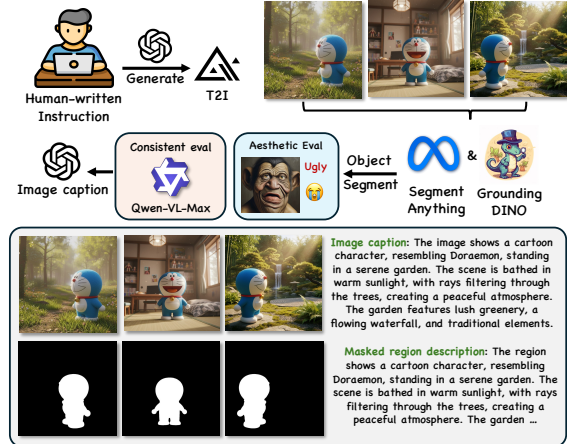 Human-written
Instruction
Generate
T2I
Image caption
Consistent eval
Qwen-VL-Max
Aesthetic Eval
Ugly
Object
Segment
&
Segment
Anything
Grounding
DINO
Image caption: The image shows a cartoon
character, resembling Doraemon, standing
in a serene garden. The scene is bathed in
warm sunlight, with rays filtering through
the trees, creating a peaceful atmosphere.
The garden features lush greenery, a
flowing waterfall, and traditional elements.
Masked region description: The region
shows a cartoon character, resembling
Doraemon, standing in a serene garden. The
scene is bathed in warm sunlight, with rays
filtering through the trees, creating a
peaceful atmosphere. The garden ...